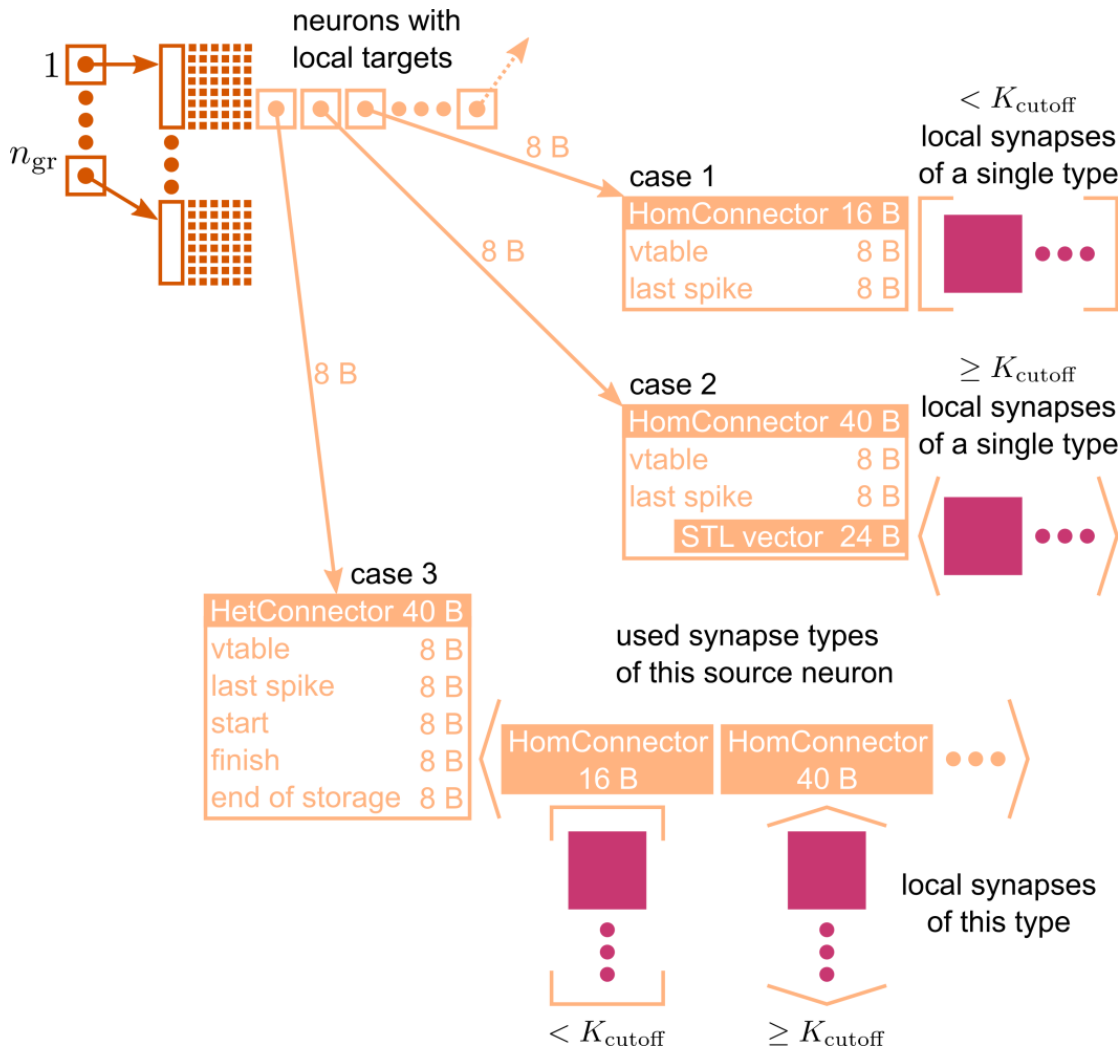 neurons with
local targets
1
n_gr
8 B
8 B
8 B
case 1
HomConnector 16 B
vtable 8 B
last spike 8 B
< K_cutoff
local synapses
of a single type
case 2
HomConnector 40 B
vtable 8 B
last spike 8 B
STL vector 24 B
≥ K_cutoff
local synapses
of a single type
case 3
HetConnector 40 B
vtable 8 B
last spike 8 B
start 8 B
finish 8 B
end of storage 8 B
used synapse types
of this source neuron
HomConnector
16 B
HomConnector
40 B
local synapses
of this type
< K_cutoff
≥ K_cutoff